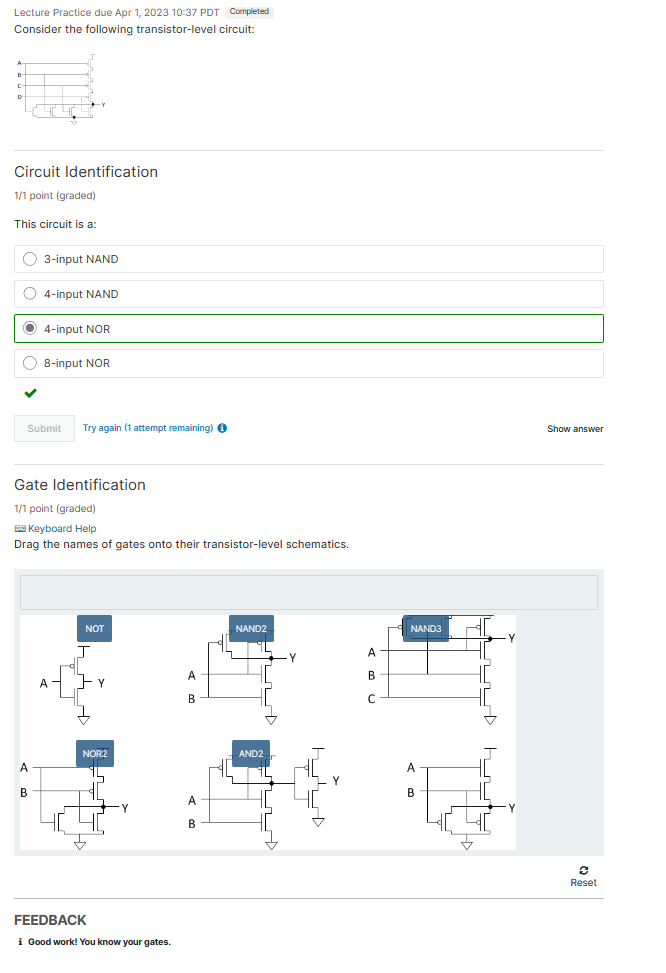 Lecture Practice due Apr 1, 2023 10:37 PDT Completed
Consider the following transistor-level circuit:
A
B
C
D
Y
Circuit Identification
1/1 point (graded)
This circuit is a:
3-input NAND
4-input NAND
4-input NOR
8-input NOR
Submit Try again (1 attempt remaining) Show answer
Gate Identification
1/1 point (graded)
Keyboard Help
Drag the names of gates onto their transistor-level schematics.
NOT NAND2 NAND3
A Y
A B Y
A B C Y
NOR2 AND2
A B Y
A B Y
A B Y
Reset
FEEDBACK
Good work! You know your gates.